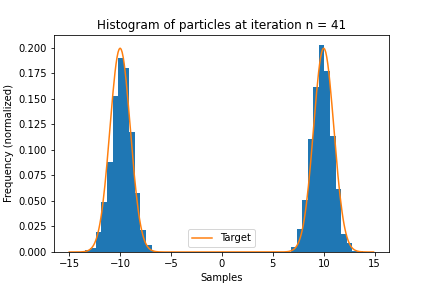 Histogram of particles at iteration n = 41
Frequency (normalized)
0.200
0.175
0.150
0.125
0.100
0.075
0.050
0.025
0.000
Target
−15 −10 −5 0 5 10 15
Samples